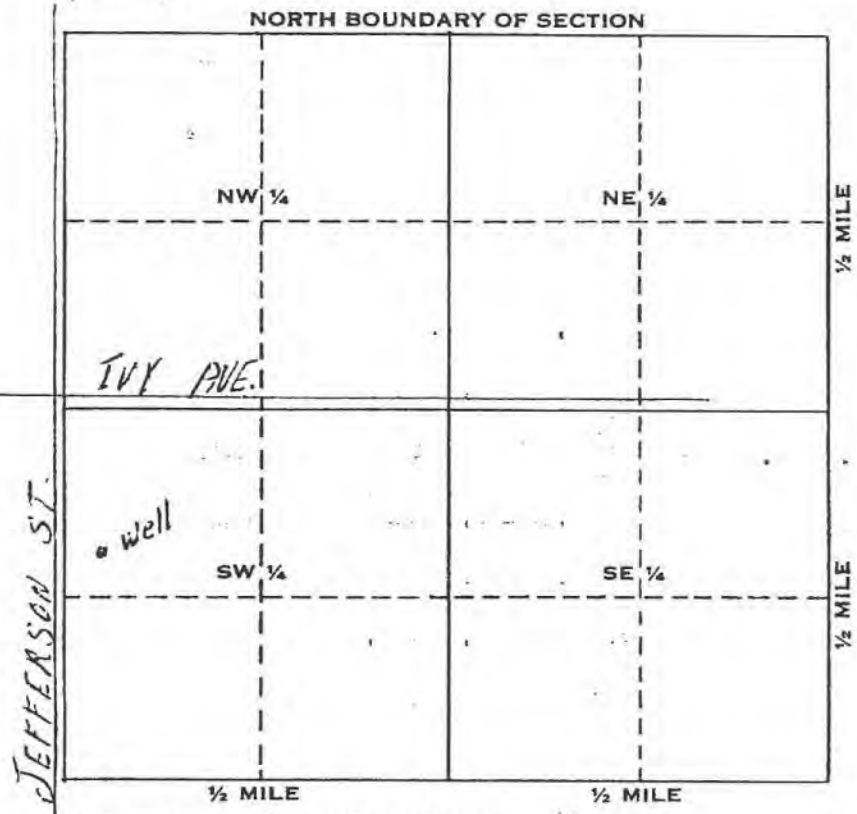 NORTH BOUNDARY OF SECTION
NW ¼
NE ¼
½ MILE
IVY AVE.
JEFFERSON ST.
well
SW ¼
SE ¼
½ MILE
½ MILE
½ MILE